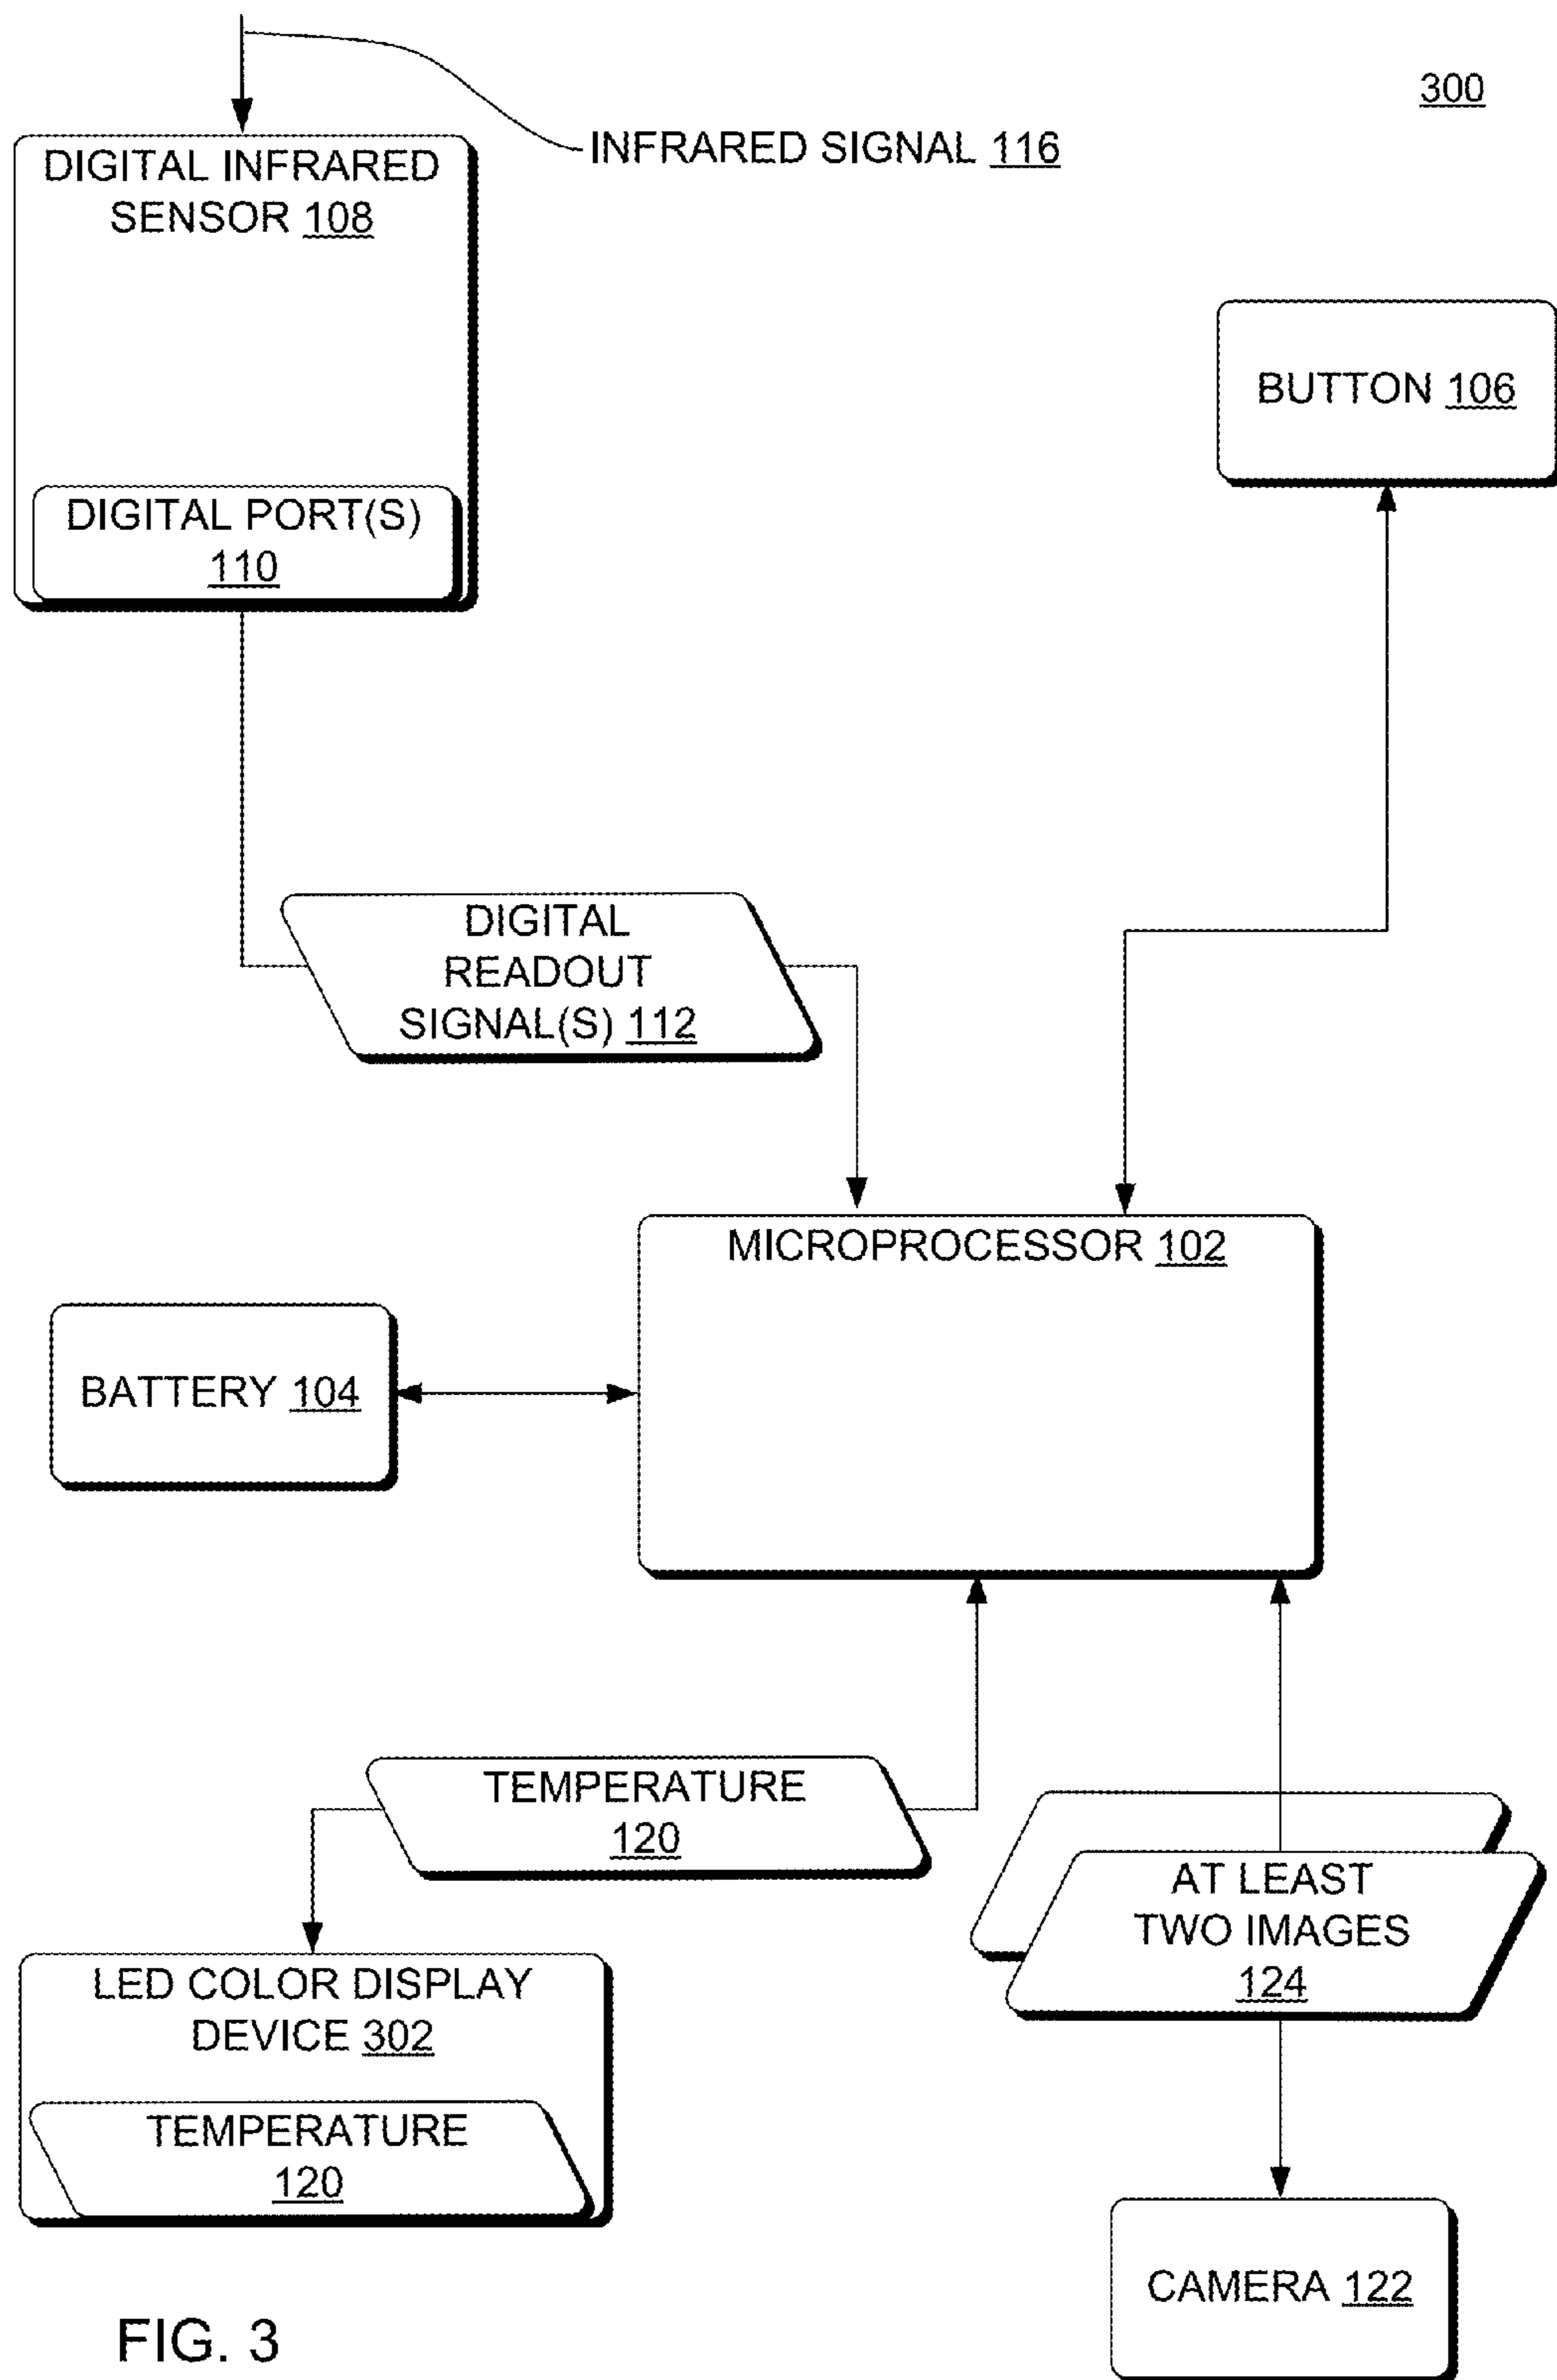 300
INFRARED SIGNAL 116
DIGITAL INFRARED
SENSOR 108
DIGITAL PORT(S)
110
BUTTON 106
DIGITAL
READOUT
SIGNAL(S) 112
MICROPROCESSOR 102
BATTERY 104
TEMPERATURE
120
AT LEAST
TWO IMAGES
124
LED COLOR DISPLAY
DEVICE 302
TEMPERATURE
120
CAMERA 122
FIG. 3